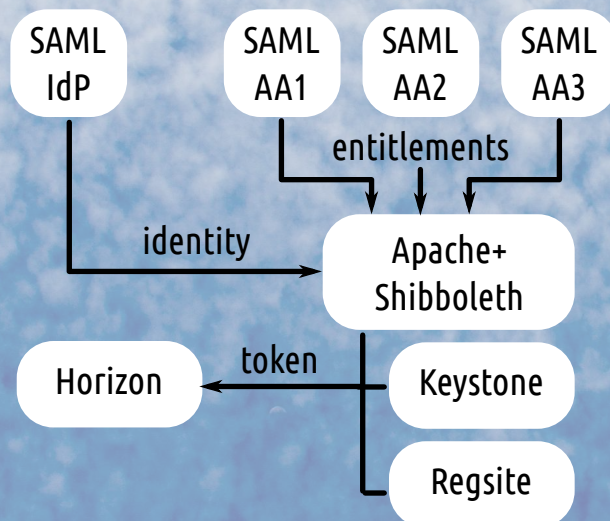 SAML
IdP
SAML
AA1
SAML
AA2
SAML
AA3
entitlements
identity
Apache+
Shibboleth
token
Horizon
Keystone
Regsite